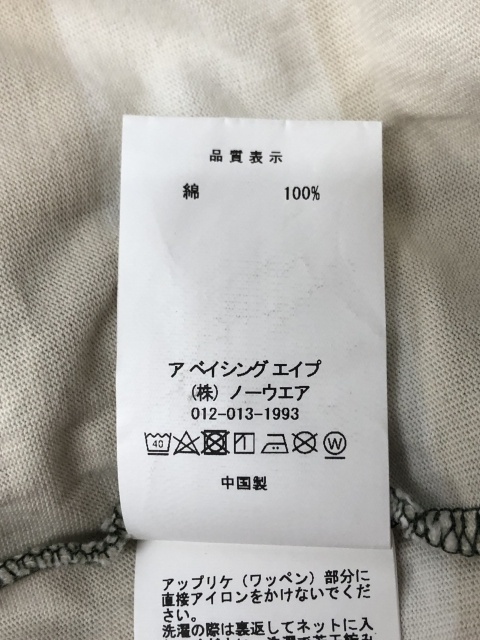 品質表示
綿 100%
ア ベイシング エイプ
(株) ノーウエア
012-013-1993
40
W
中国製
アップリケ（ワッペン）部分に
直接アイロンをかけないでくだ
さい。
洗濯の際は裏返してネットに入